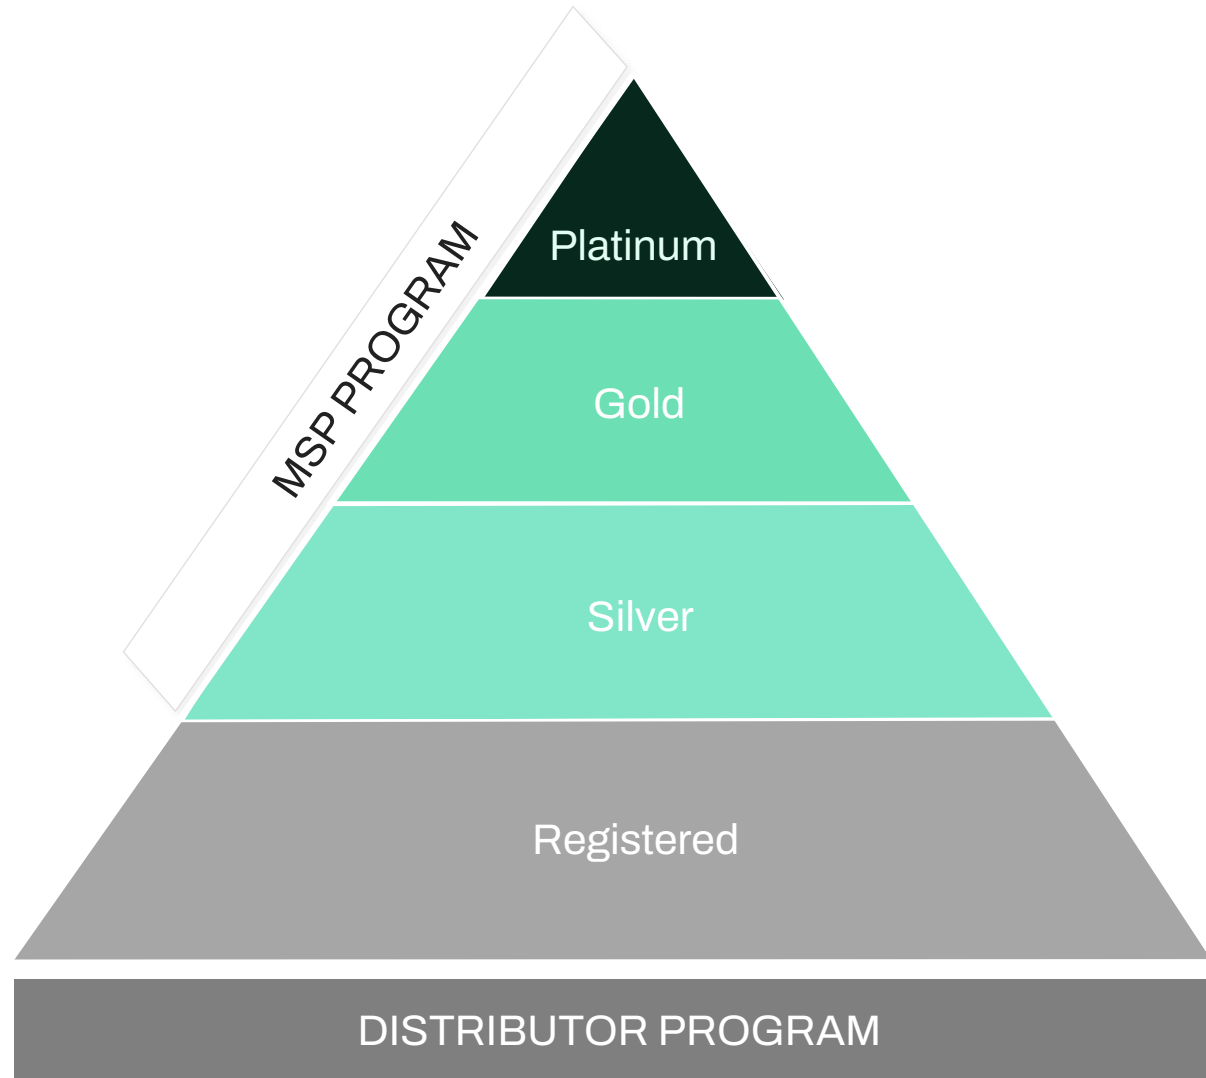 Platinum
MSP PROGRAM
Gold
Silver
Registered
DISTRIBUTOR PROGRAM